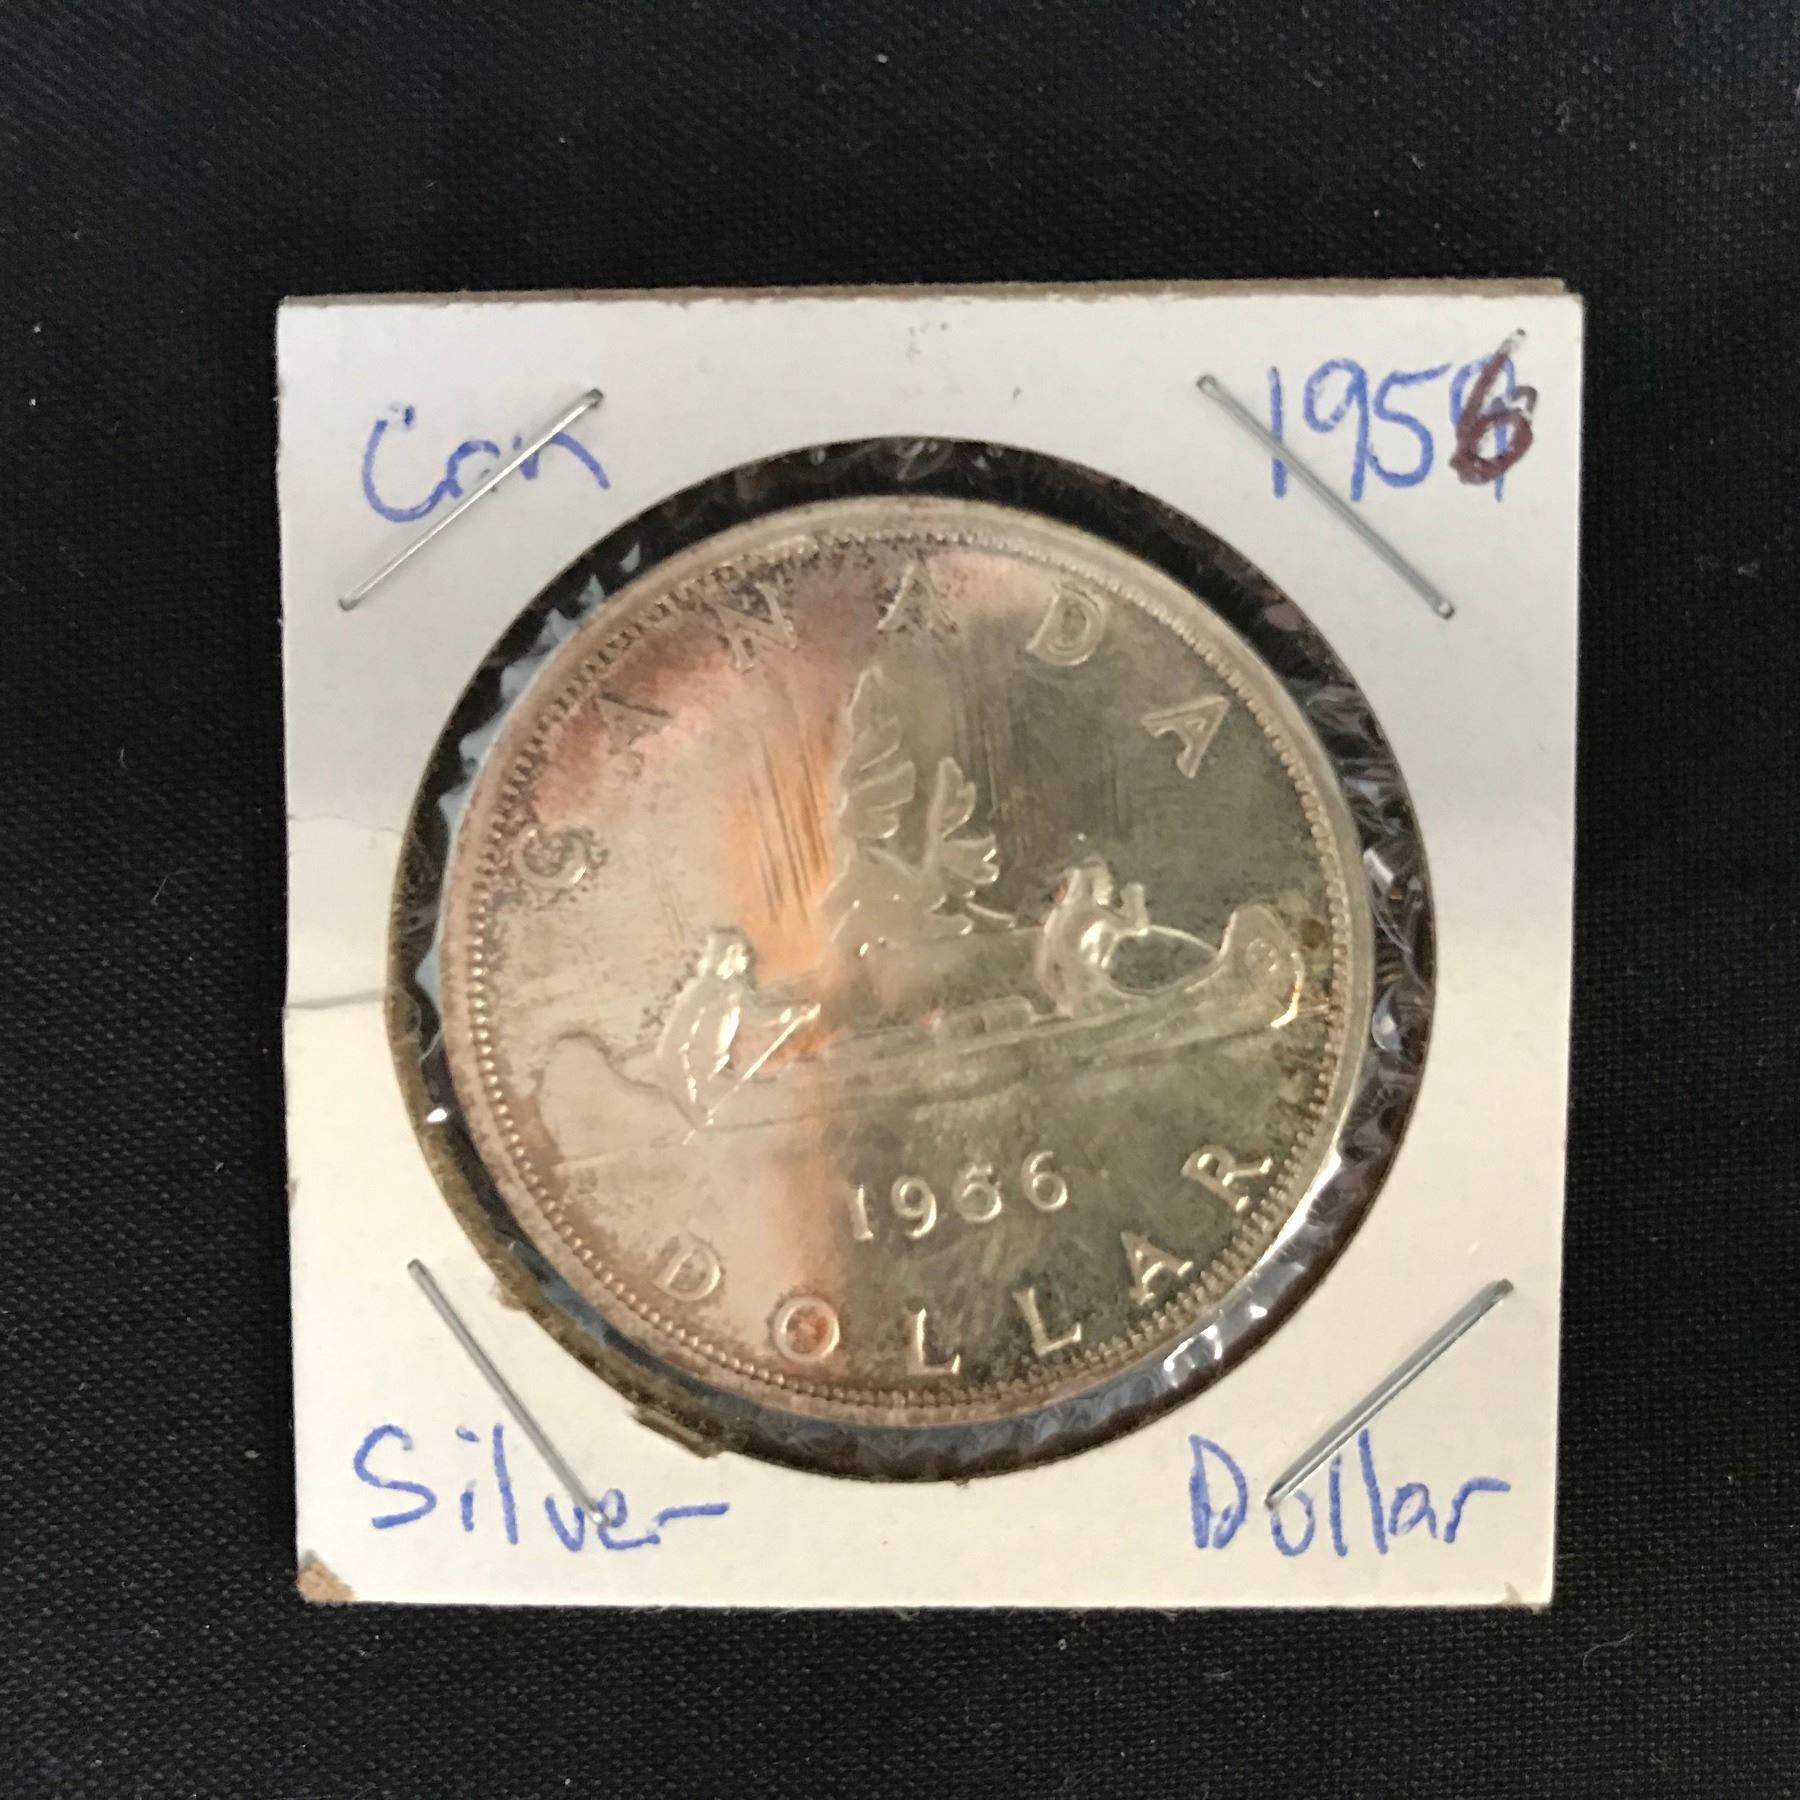 Can 1956
CANADA
1966
DOLLAR
Silver Dollar